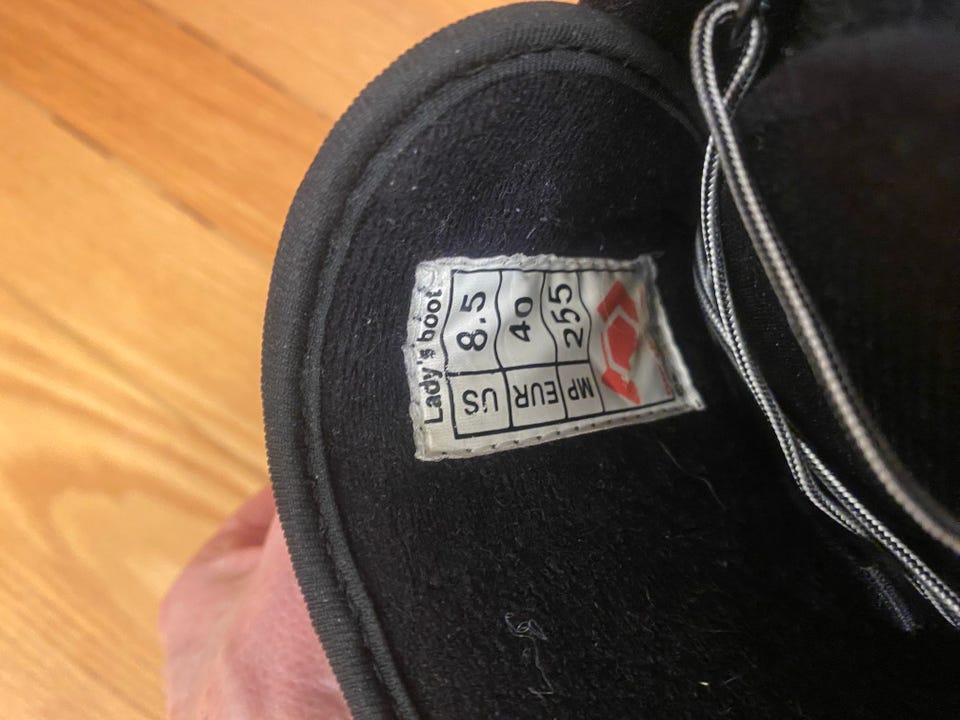 Lady's boot
US 8.5
EUR 40
MP 255